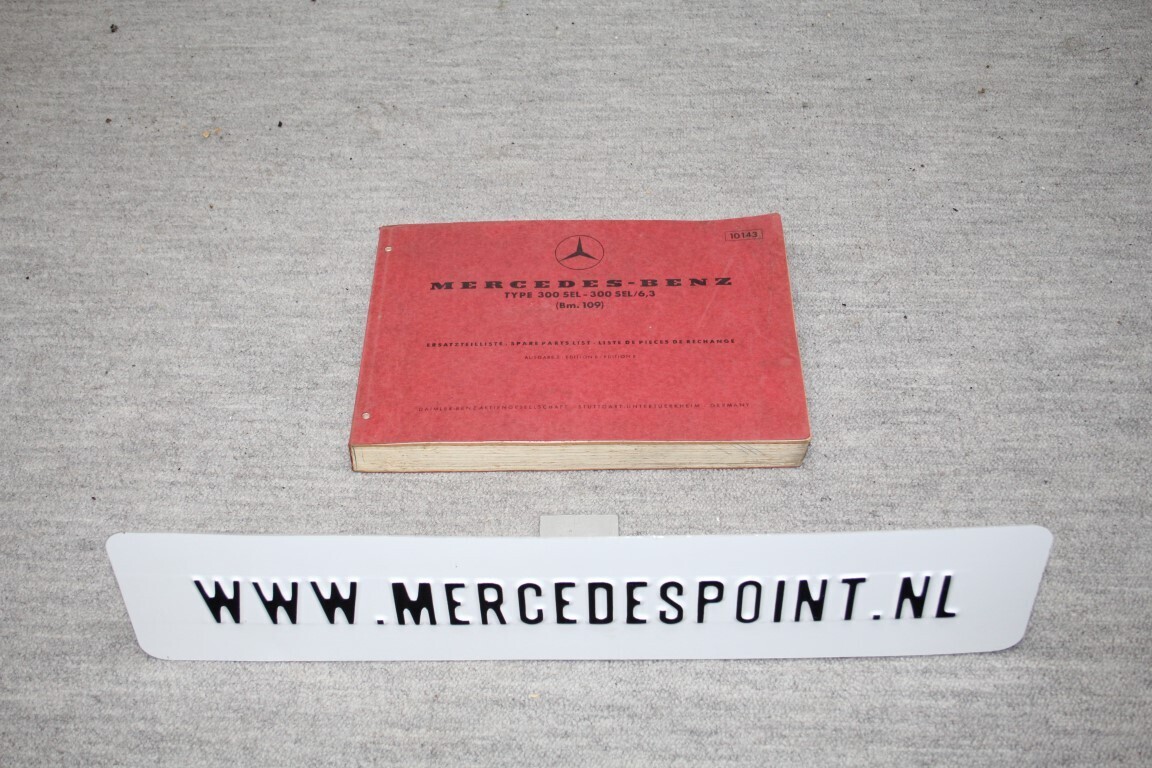 10143
MERCEDES-BENZ
TYPE 300 SEL - 300 SEL/6,3
(Bm. 109)
ERSATZTEILLISTE · SPARE PARTS LIST · LISTE DE PIECES DE RECHANGE
DAIMLER-BENZ AKTIENGESELLSCHAFT · STUTTGART-UNTERTUERKHEIM · GERMANY
WWW.MERCEDESPOINT.NL